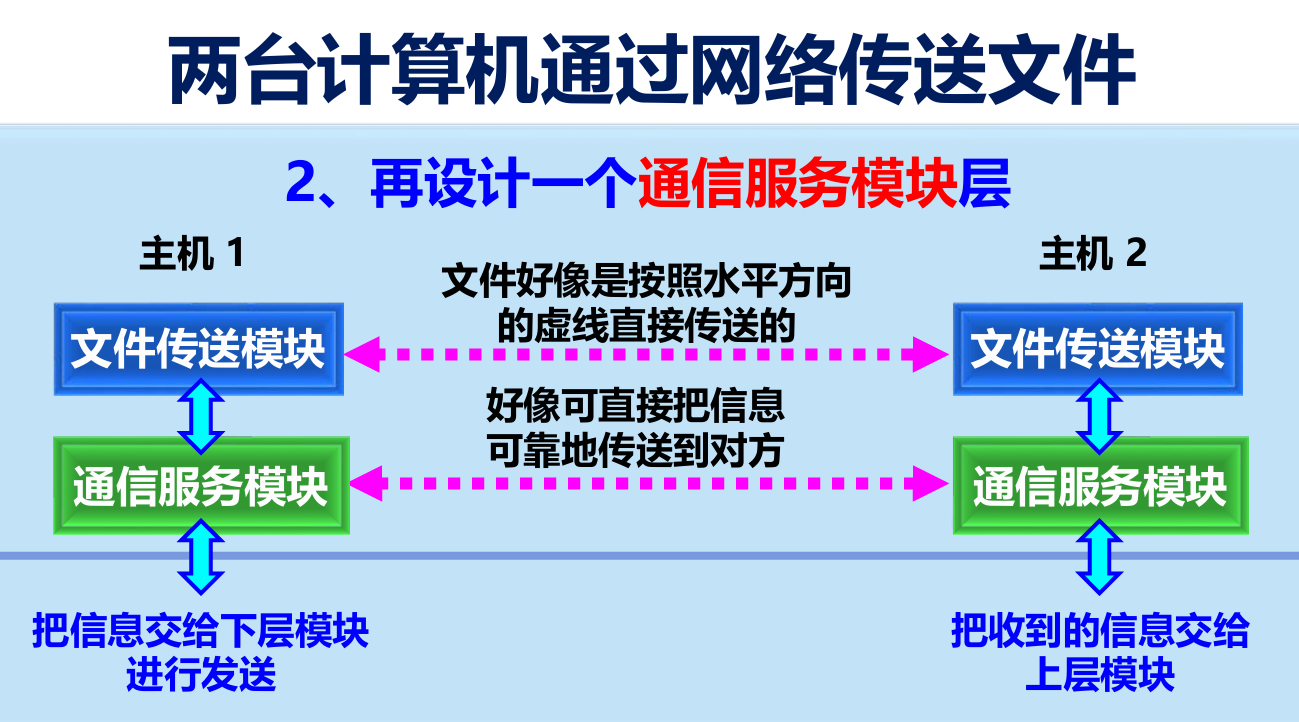 两台计算机通过网络传送文件
2、再设计一个通信服务模块层
主机 1
主机 2
文件好像是按照水平方向
的虚线直接传送的
文件传送模块
文件传送模块
好像可直接把信息
可靠地传送到对方
通信服务模块
通信服务模块
把信息交给下层模块
进行发送
把收到的信息交给
上层模块